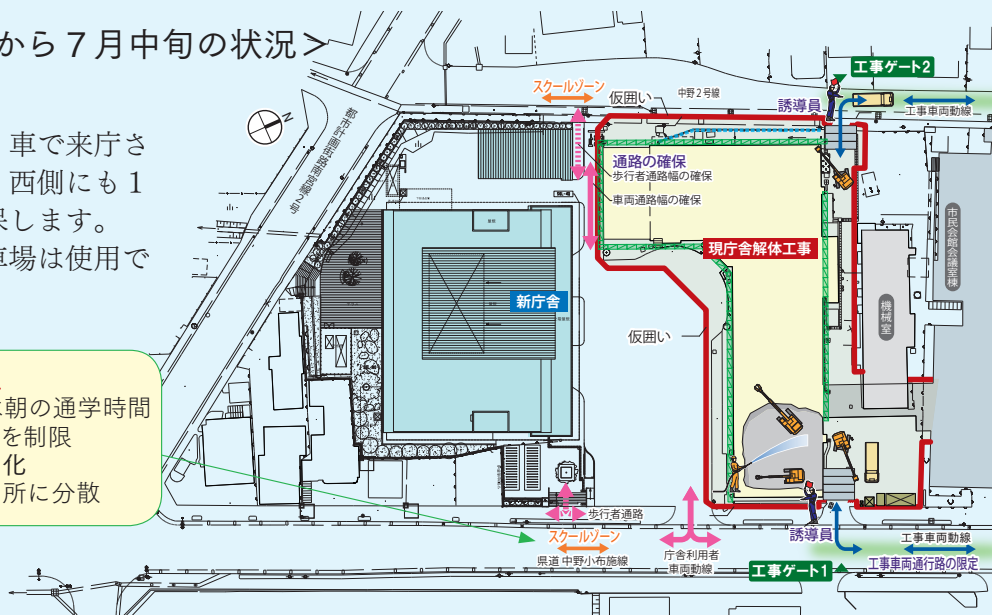 から７月中旬の状況＞
車で来庁さ
西側にも１
保します。
車場は使用で
朝の通学時間
を制限
化
所に分散
N
都市計画街路南宮線２号
スクールゾーン
仮囲い
中野２号線
誘導員
工事ゲート2
工事車両動線
通路の確保
歩行者通路幅の確保
車両通路幅の確保
現庁舎解体工事
市民会館会議室棟
機械室
新庁舎
仮囲い
歩行者通路
スクールゾーン
県道 中野小布施線
庁舎利用者
車両動線
誘導員
工事ゲート1
工事車両動線
工事車両通行路の限定